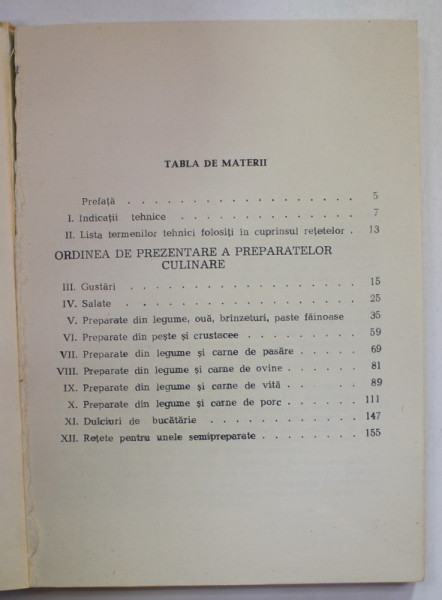 TABLA DE MATERII
Prefață . . . . . . . . . . . . . . . . . . 5
I. Indicații tehnice . . . . . . . . . . . . . . 7
II. Lista termenilor tehnici folosiți în cuprinsul rețetelor . 13
ORDINEA DE PREZENTARE A PREPARATELOR
CULINARE
III. Gustări . . . . . . . . . . . . . . . . . 15
IV. Salate . . . . . . . . . . . . . . . . . 25
V. Preparate din legume, ouă, brînzeturi, paste făinoase 35
VI. Preparate din pește și crustacee . . . . . . . . 59
VII. Preparate din legume și carne de pasăre . . . . . 69
VIII. Preparate din legume și carne de ovine . . . . . 81
IX. Preparate din legume și carne de vită . . . . . . 89
X. Preparate din legume și carne de porc . . . . . . 111
XI. Dulciuri de bucătărie . . . . . . . . . . . . 147
XII. Rețete pentru unele semipreparate . . . . . . . 155